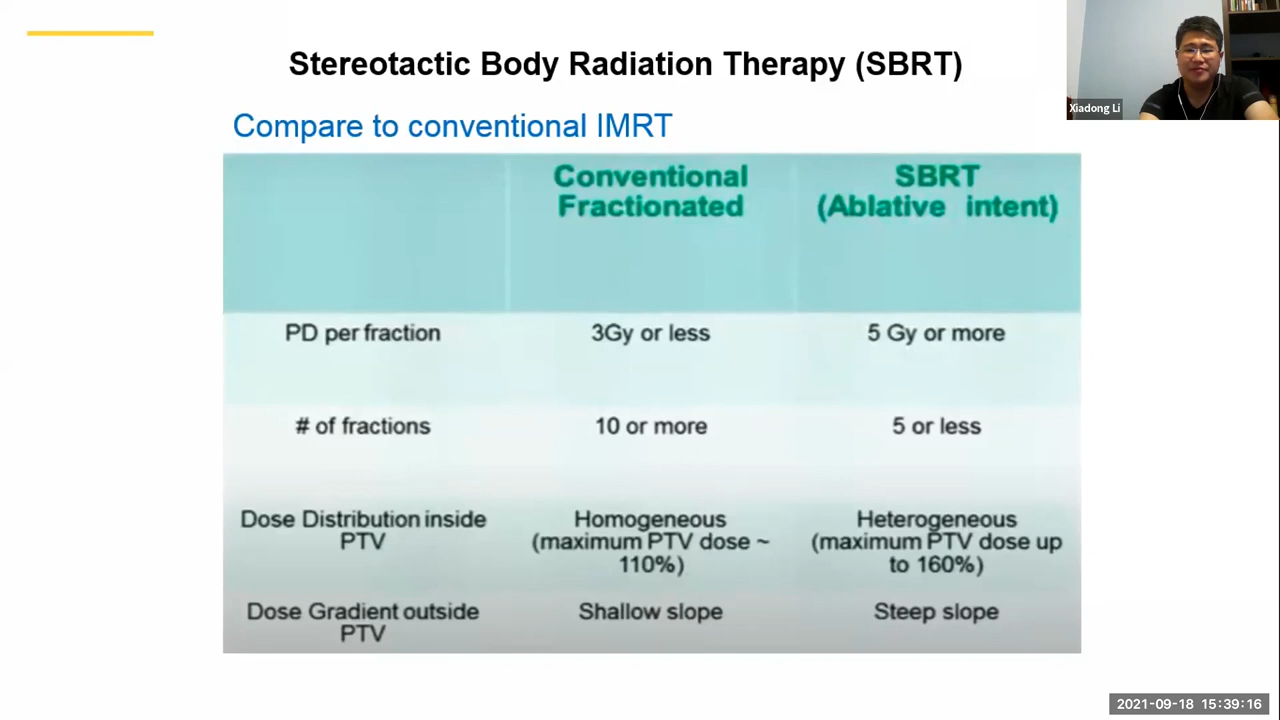 Stereotactic Body Radiation Therapy (SBRT)
Xiadong Li
Compare to conventional IMRT
Conventional
Fractionated
SBRT
(Ablative intent)
PD per fraction
3Gy or less
5 Gy or more
# of fractions
10 or more
5 or less
Dose Distribution inside
PTV
Homogeneous
(maximum PTV dose ~
110%)
Heterogeneous
(maximum PTV dose up
to 160%)
Dose Gradient outside
PTV
Shallow slope
Steep slope
2021-09-18 15:39:16